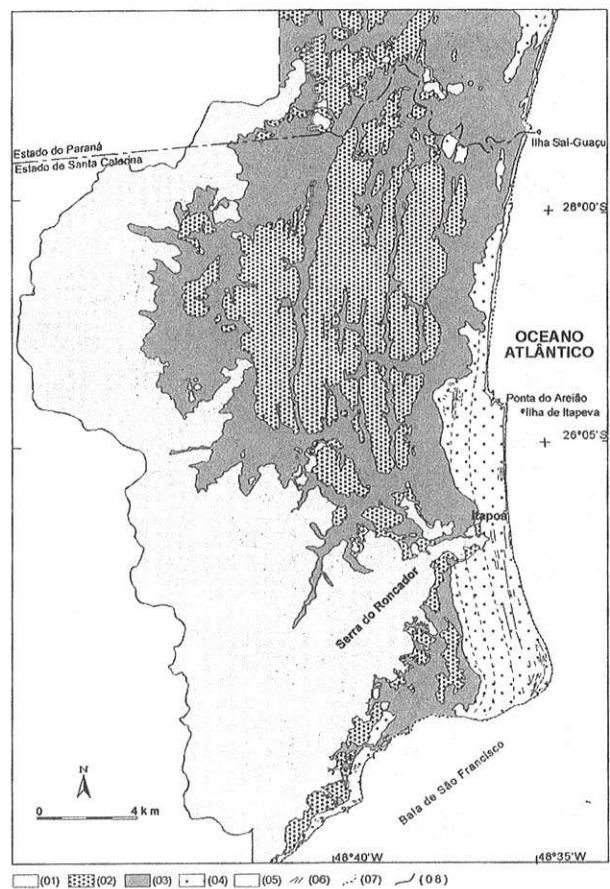 Estado do Paraná
Estado de Santa Catarina
Ilha Saí-Guaçu
26°00'S
OCEANO
ATLÂNTICO
Ponta do Areião
Ilha de Itapeva
26°05'S
Itapoá
Serra do Roncador
N
0 4 km
Baía de São Francisco
48°40'W
48°35'W
(01) (02) (03) (04) (05) (06) (07) (08)